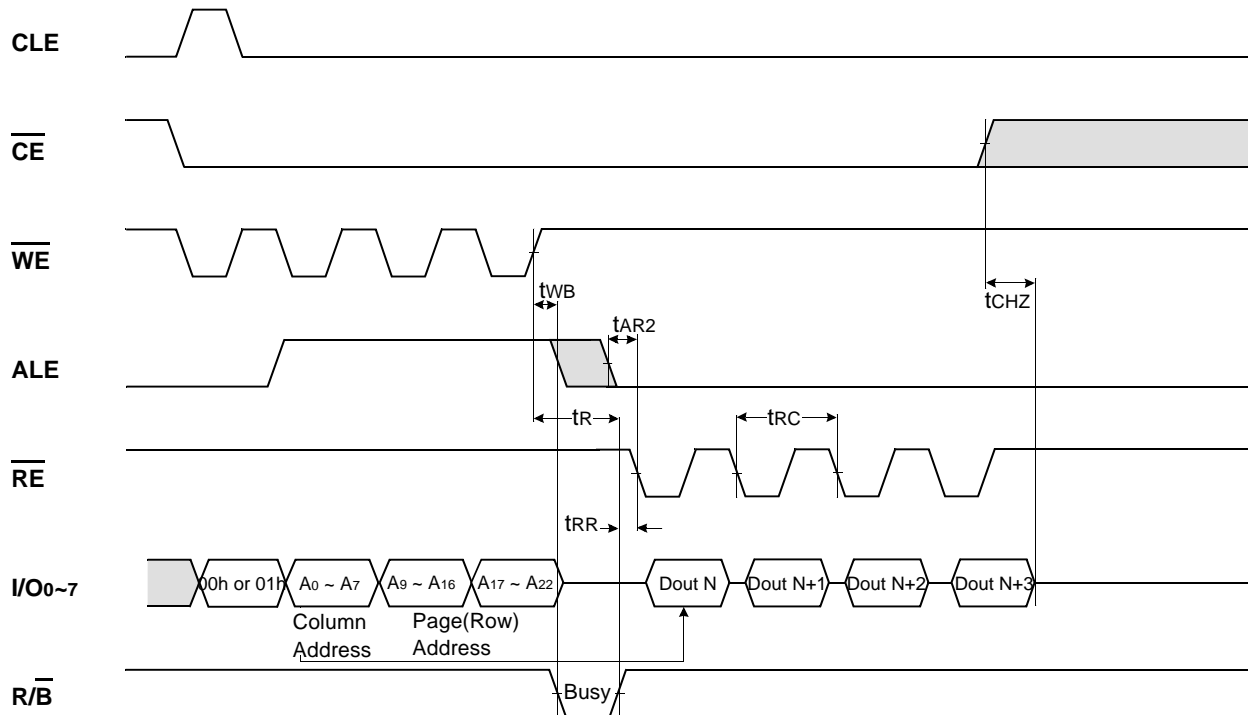 CLE
CE
WE
tWB
tCHZ
tAR2
ALE
tR
tRC
RE
tRR
I/O0~7
00h or 01h
A0 ~ A7
A9 ~ A16
A17 ~ A22
Dout N
Dout N+1
Dout N+2
Dout N+3
Column
Address
Page(Row)
Address
R/B
Busy